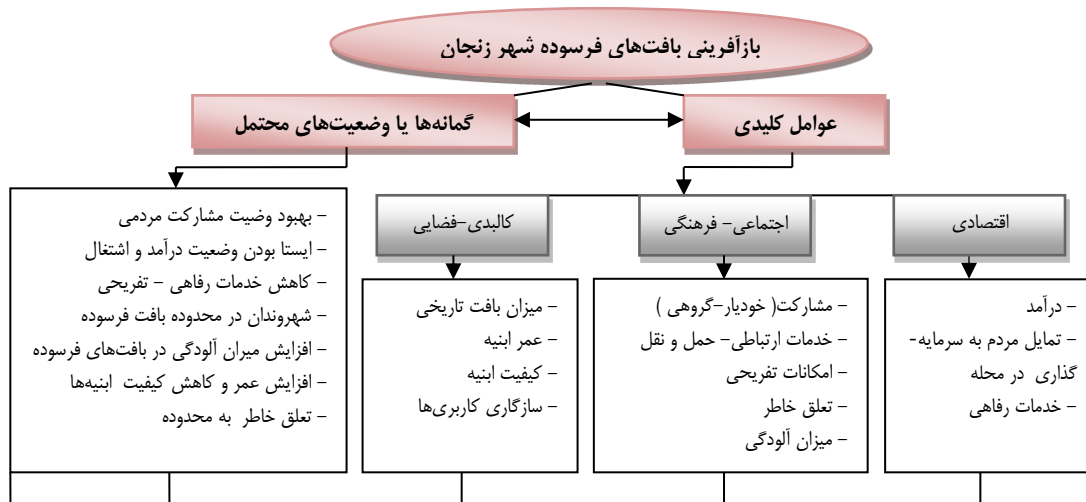 بازآفرینی بافت‌های فرسوده شهر زنجان
عوامل کلیدی
گمانه‌ها یا وضعیت‌های محتمل
اقتصادی
اجتماعی- فرهنگی
کالبدی-فضایی
- درآمد
- تمایل مردم به سرمایه-
گذاری در محله
- خدمات رفاهی
- مشارکت( خودیار-گروهی )
- خدمات ارتباطی- حمل و نقل
- امکانات تفریحی
- تعلق خاطر
- میزان آلودگی
- میزان بافت تاریخی
- عمر ابنیه
- کیفیت ابنیه
- سازگاری کاربری‌ها
- بهبود وضیت مشارکت مردمی
- ایستا بودن وضعیت درآمد و اشتغال
- کاهش خدمات رفاهی - تفریحی
- شهروندان در محدوده بافت فرسوده
- افزایش میران آلودگی در بافت‌های فرسوده
- افزایش عمر و کاهش کیفیت ابنیه‌ها
- تعلق خاطر به محدوده